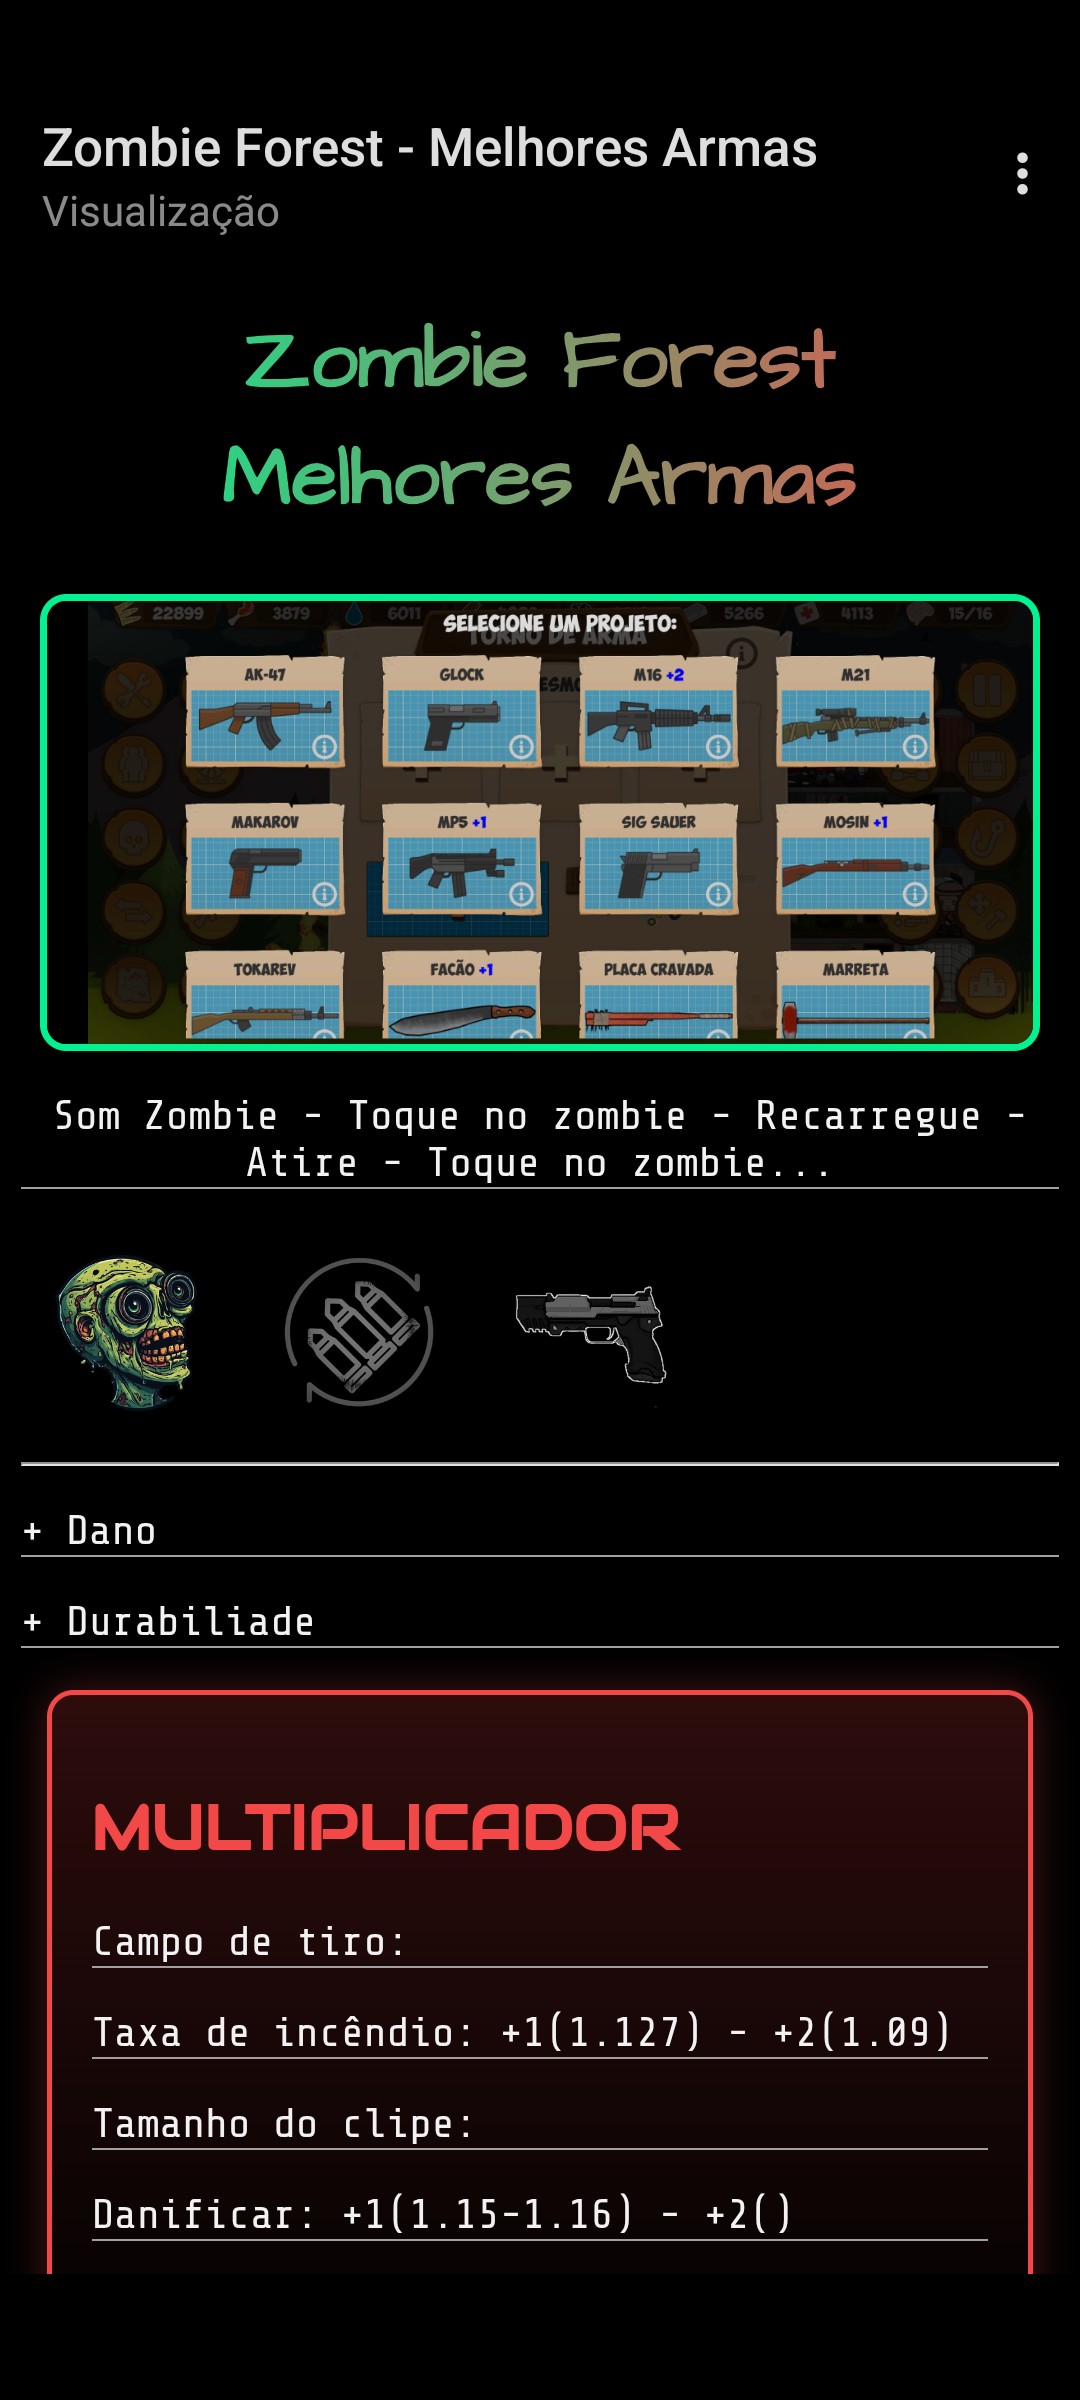 Zombie Forest - Melhores Armas
Visualização
Zombie Forest
Melhores Armas
22899 3879 6011 5266 4113 15/16
SELECIONE UM PROJETO:
TORNO DE ARMA
AK-47 GLOCK M16 +2 M21
MAKAROV MP5 +1 SIG SAUER MOSIN +1
TOKAREV FACÃO +1 PLACA CRAVADA MARRETA
Som Zombie - Toque no zombie - Recarregue -
Atire - Toque no zombie...
+ Dano
+ Durabiliade
MULTIPLICADOR
Campo de tiro:
Taxa de incêndio: +1(1.127) - +2(1.09)
Tamanho do clipe:
Danificar: +1(1.15-1.16) - +2()